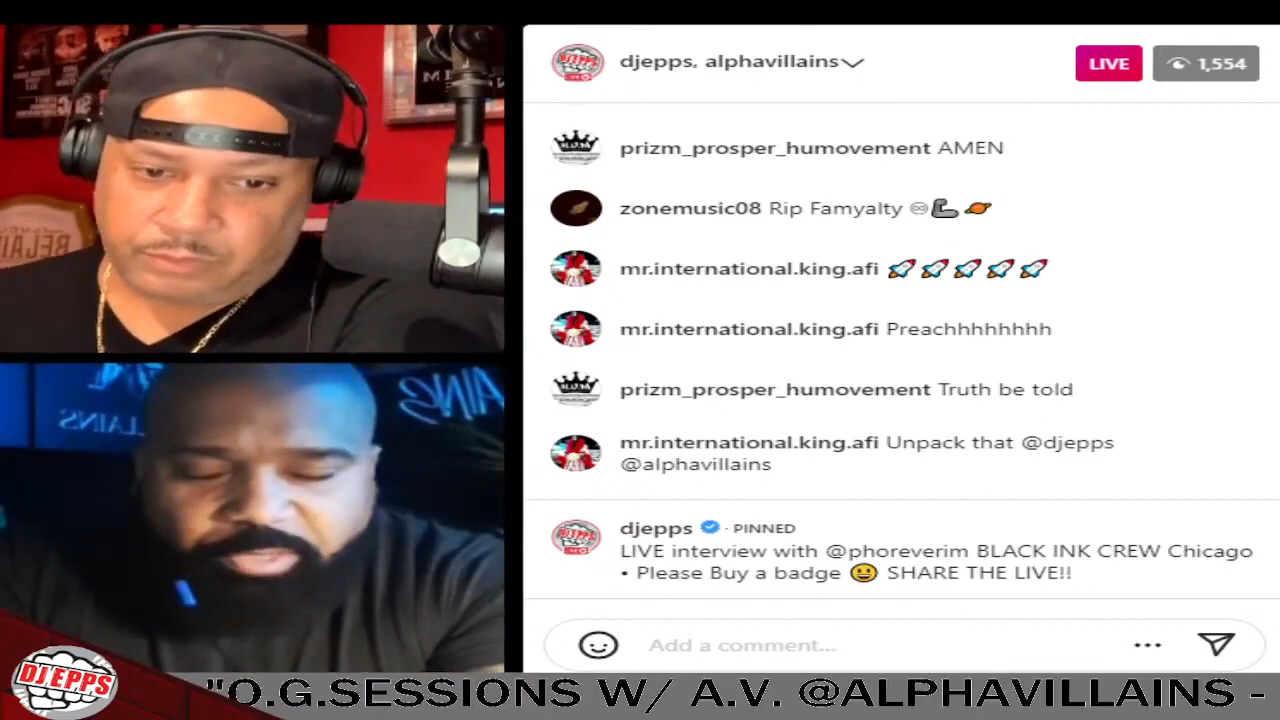 djepps, alphavillains
LIVE
1,554
prizm_prosper_humovement AMEN
zonemusic08 Rip Famyalty ♾️🦾🪐
mr.international.king.afi 🚀🚀🚀🚀🚀
mr.international.king.afi Preachhhhhhhh
prizm_prosper_humovement Truth be told
mr.international.king.afi Unpack that @djepps
@alphavillains
djepps · PINNED
LIVE interview with @phoreverim BLACK INK CREW Chicago
• Please Buy a badge 😀 SHARE THE LIVE!!
Add a comment...
BELAI
DJ EPPS
"O.G.SESSIONS W/ A.V. @ALPHAVILLAINS -